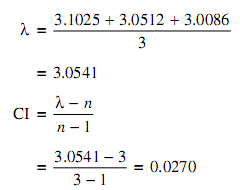 λ = (3.1025 + 3.0512 + 3.0086) / 3
= 3.0541
CI = (λ − n) / (n − 1)
= (3.0541 − 3) / (3 − 1) = 0.0270